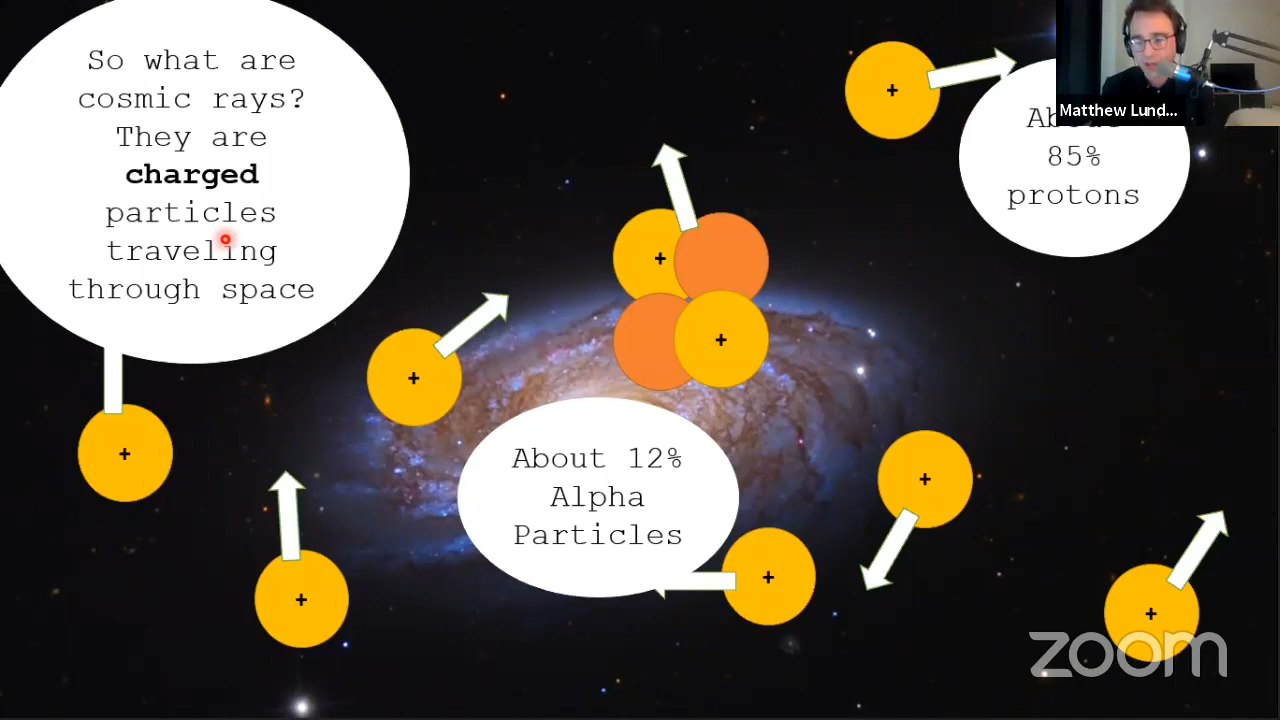 So what are
cosmic rays?
They are
charged
particles
traveling
through space
Matthew Lund...
85%
protons
+
+
+
+
+
About 12%
Alpha
Particles
+
+
+
+
+
zoom